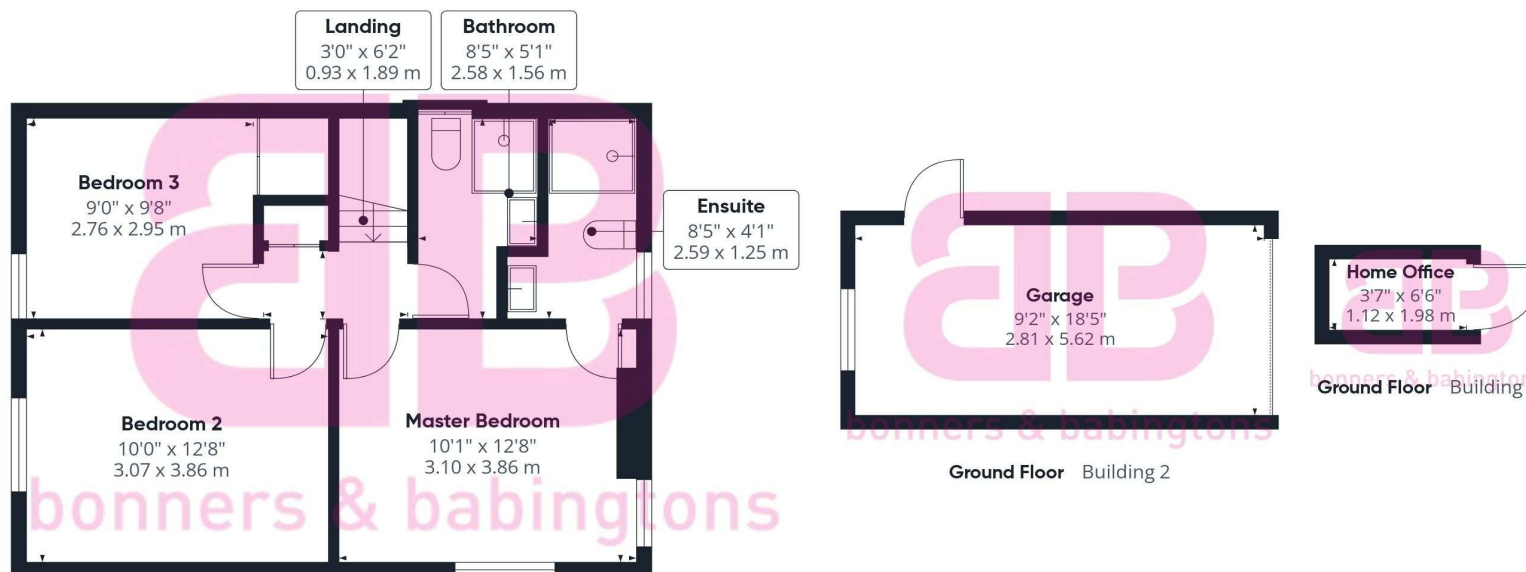 Landing
3'0" x 6'2"
0.93 x 1.89 m
Bathroom
8'5" x 5'1"
2.58 x 1.56 m
Bedroom 3
9'0" x 9'8"
2.76 x 2.95 m
Ensuite
8'5" x 4'1"
2.59 x 1.25 m
Bedroom 2
10'0" x 12'8"
3.07 x 3.86 m
Master Bedroom
10'1" x 12'8"
3.10 x 3.86 m
bonners & babingtons
Garage
9'2" x 18'5"
2.81 x 5.62 m
bonners & babingtons
Ground Floor Building 2
Home Office
3'7" x 6'6"
1.12 x 1.98 m
bonners & babingtons
Ground Floor Building